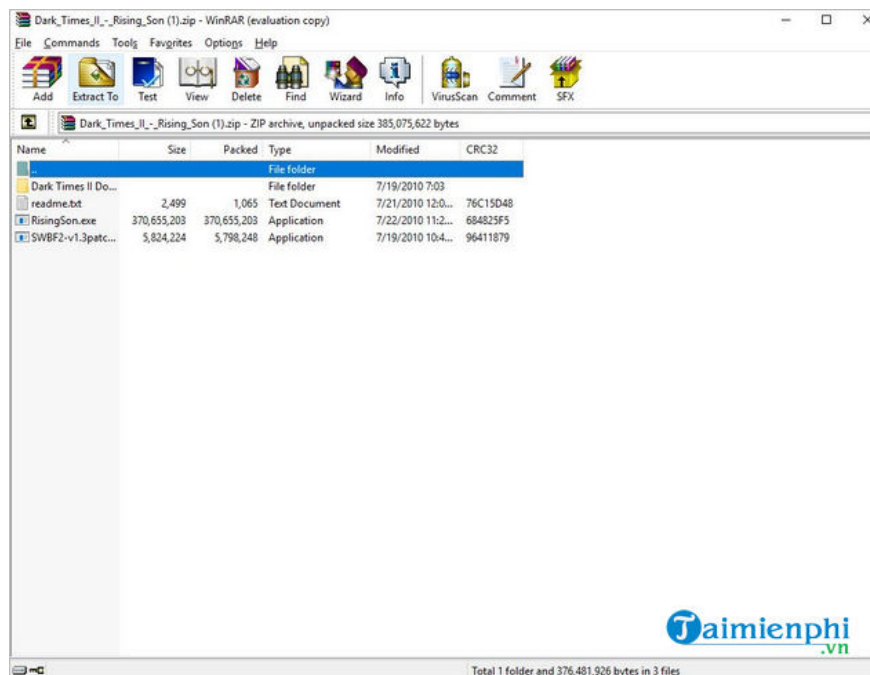 Dark_Times_II_-_Rising_Son (1).zip - WinRAR (evaluation copy)
File Commands Tools Favorites Options Help
Add Extract To Test View Delete Find Wizard Info VirusScan Comment SFX
Dark_Times_II_-_Rising_Son (1).zip - ZIP archive, unpacked size 385,075,622 bytes
Name Size Packed Type Modified CRC32
.. File folder
Dark Times II Do... File folder 7/19/2010 7:03
readme.txt 2,499 1,065 Text Document 7/21/2010 12:0... 76C15D48
RisingSon.exe 370,655,203 370,655,203 Application 7/22/2010 11:2... 684825F5
SWBF2-v1.3patc... 5,824,224 5,798,248 Application 7/19/2010 10:4... 96411879
Taimienphi
.vn
Total 1 folder and 376,481,926 bytes in 3 files